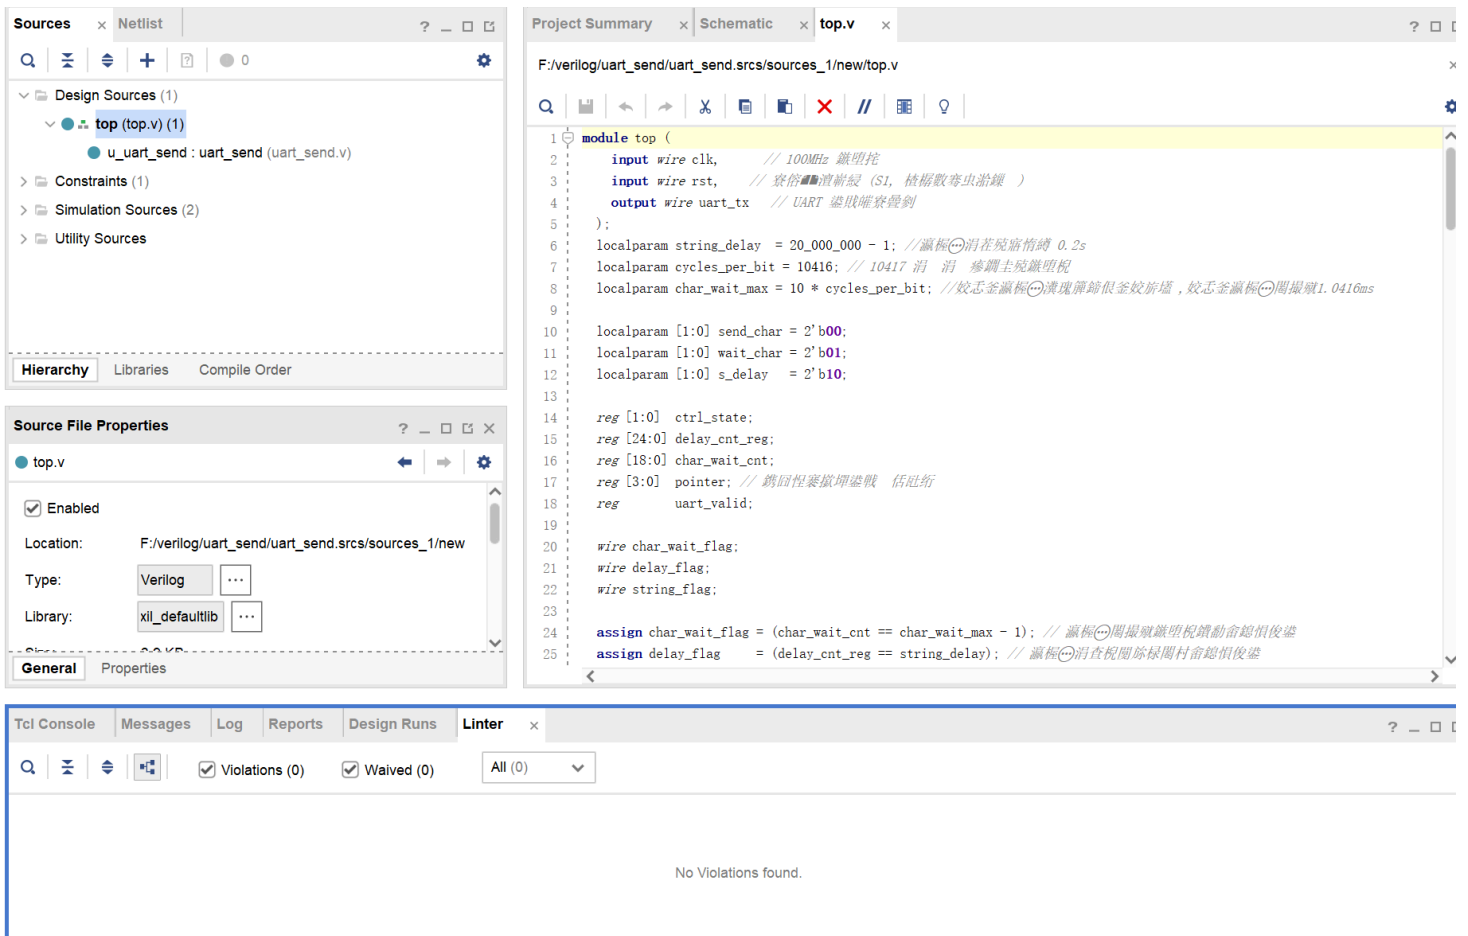 Sources
Netlist
0
Design Sources (1)
top (top.v) (1)
u_uart_send : uart_send (uart_send.v)
Constraints (1)
Simulation Sources (2)
Utility Sources
Hierarchy
Libraries
Compile Order
Source File Properties
top.v
Enabled
Location: F:/verilog/uart_send/uart_send.srcs/sources_1/new
Type: Verilog
Library: xil_defaultlib
General
Properties
Project Summary
Schematic
top.v
F:/verilog/uart_send/uart_send.srcs/sources_1/new/top.v
1 module top (
2 input wire clk, // 100MHz
3 input wire rst, // (S1, )
4 output wire uart_tx // UART
5 );
6 localparam string_delay = 20_000_000 - 1; // 0.2s
7 localparam cycles_per_bit = 10416; // 10417
8 localparam char_wait_max = 10 * cycles_per_bit; // 1.0416ms
9
10 localparam [1:0] send_char = 2'b00;
11 localparam [1:0] wait_char = 2'b01;
12 localparam [1:0] s_delay = 2'b10;
13
14 reg [1:0] ctrl_state;
15 reg [24:0] delay_cnt_reg;
16 reg [18:0] char_wait_cnt;
17 reg [3:0] pointer; //
18 reg uart_valid;
19
20 wire char_wait_flag;
21 wire delay_flag;
22 wire string_flag;
23
24 assign char_wait_flag = (char_wait_cnt == char_wait_max - 1); //
25 assign delay_flag = (delay_cnt_reg == string_delay); //
Tcl Console
Messages
Log
Reports
Design Runs
Linter
Violations (0)
Waived (0)
All (0)
No Violations found.